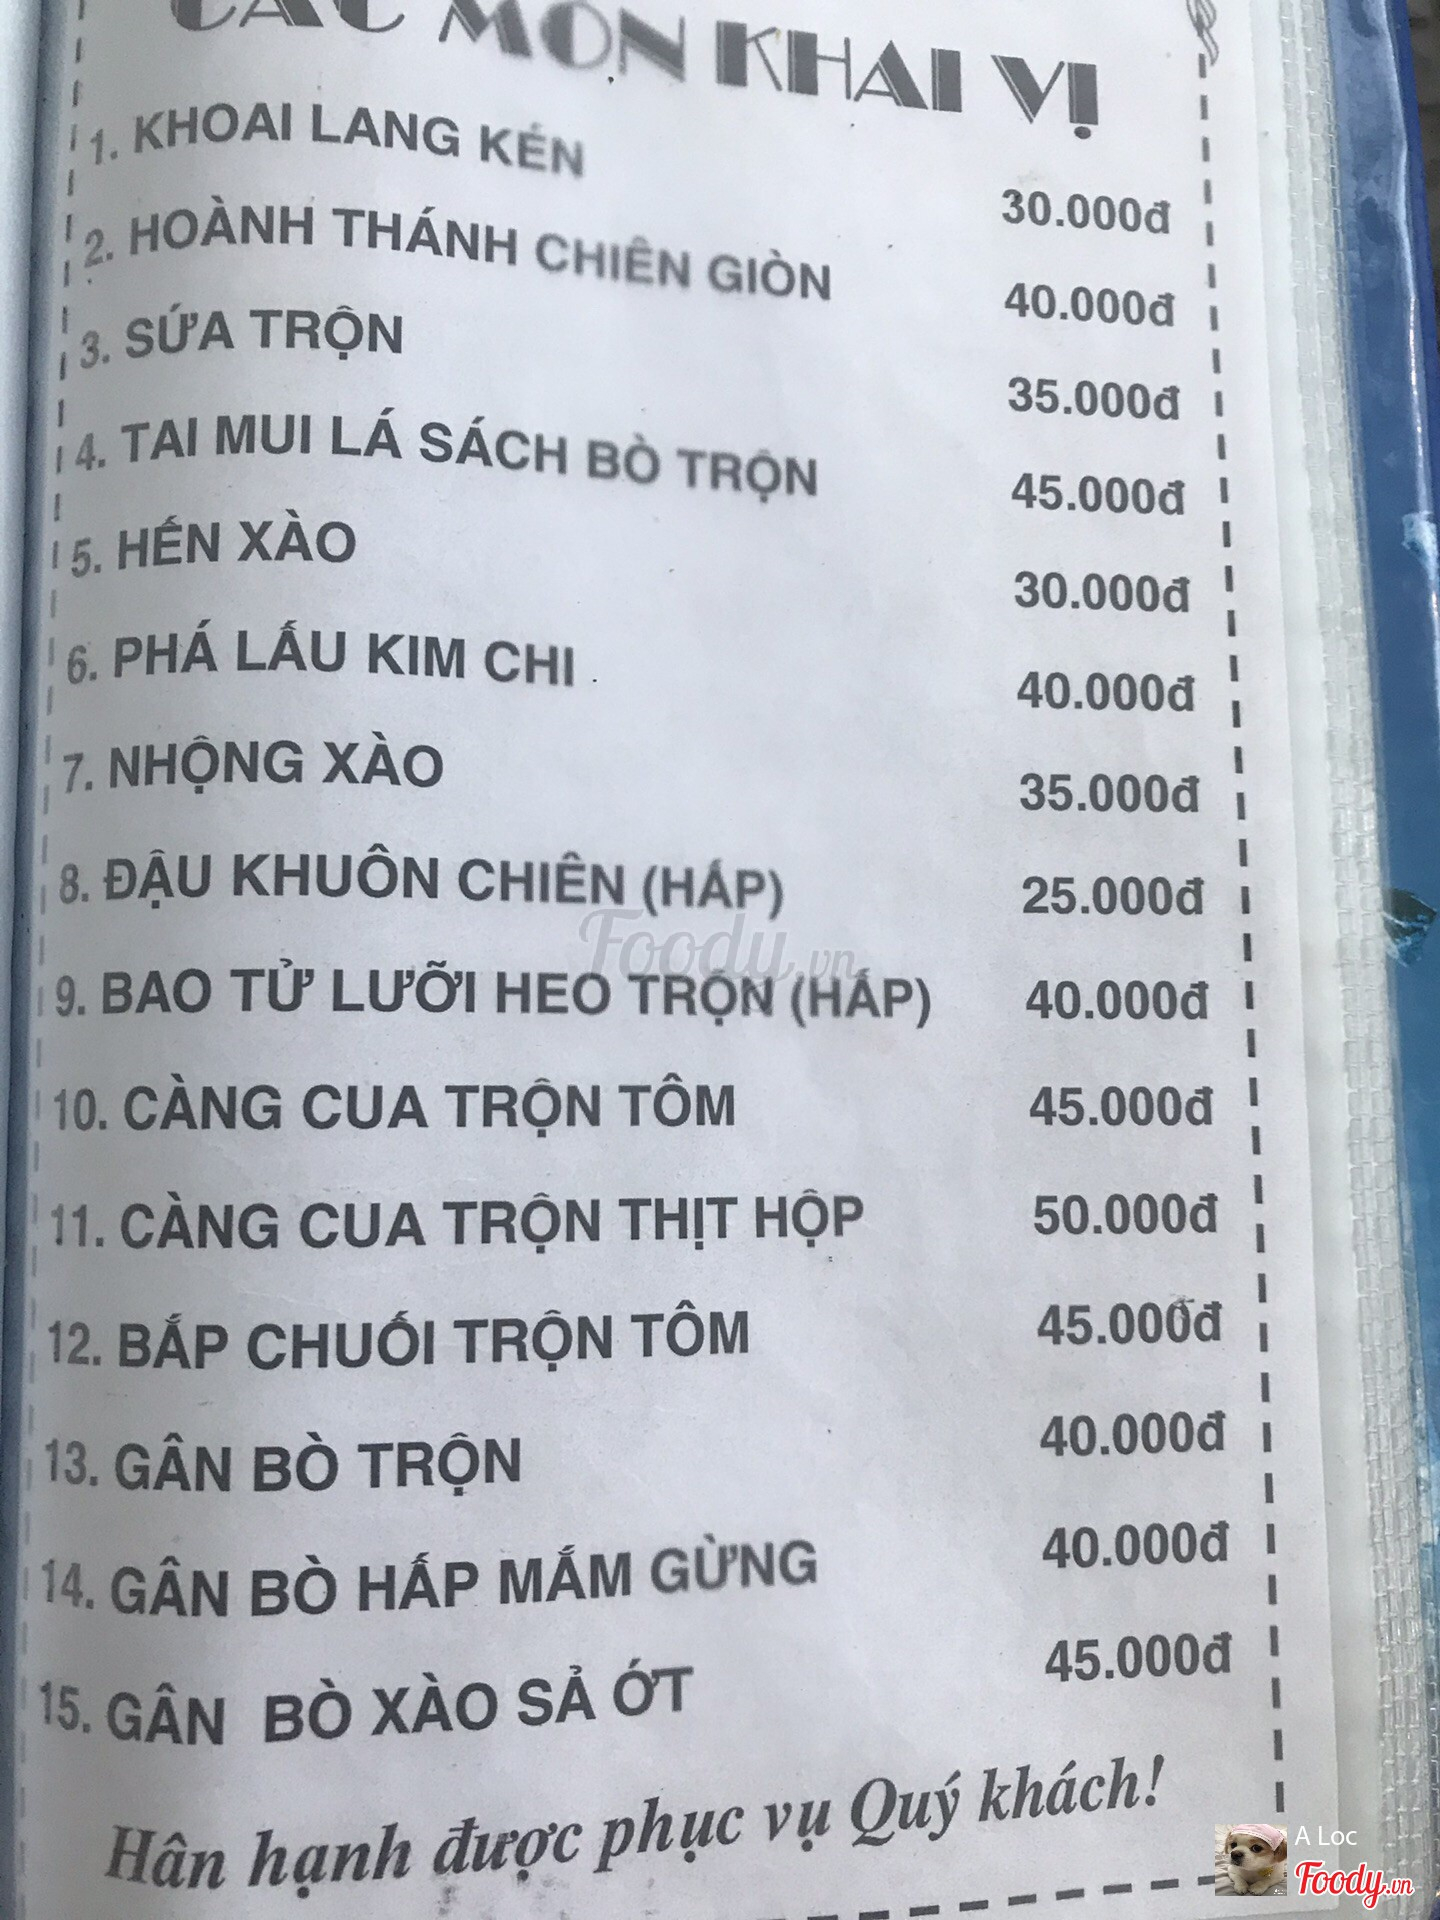 CÁC MÓN KHAI VỊ
1. KHOAI LANG KÉN 30.000đ
2. HOÀNH THÁNH CHIÊN GIÒN 40.000đ
3. SỨA TRỘN 35.000đ
4. TAI MUI LÁ SÁCH BÒ TRỘN 45.000đ
5. HẾN XÀO 30.000đ
6. PHÁ LẤU KIM CHI 40.000đ
7. NHỘNG XÀO 35.000đ
8. ĐẬU KHUÔN CHIÊN (HẤP) 25.000đ
9. BAO TỬ LƯỠI HEO TRỘN (HẤP) 40.000đ
10. CÀNG CUA TRỘN TÔM 45.000đ
11. CÀNG CUA TRỘN THỊT HỘP 50.000đ
12. BẮP CHUỐI TRỘN TÔM 45.000đ
13. GÂN BÒ TRỘN 40.000đ
14. GÂN BÒ HẤP MẮM GỪNG 40.000đ
15. GÂN BÒ XÀO SẢ ỚT 45.000đ
Hân hạnh được phục vụ Quý khách!
Foody.vn
A Loc
Foody.vn